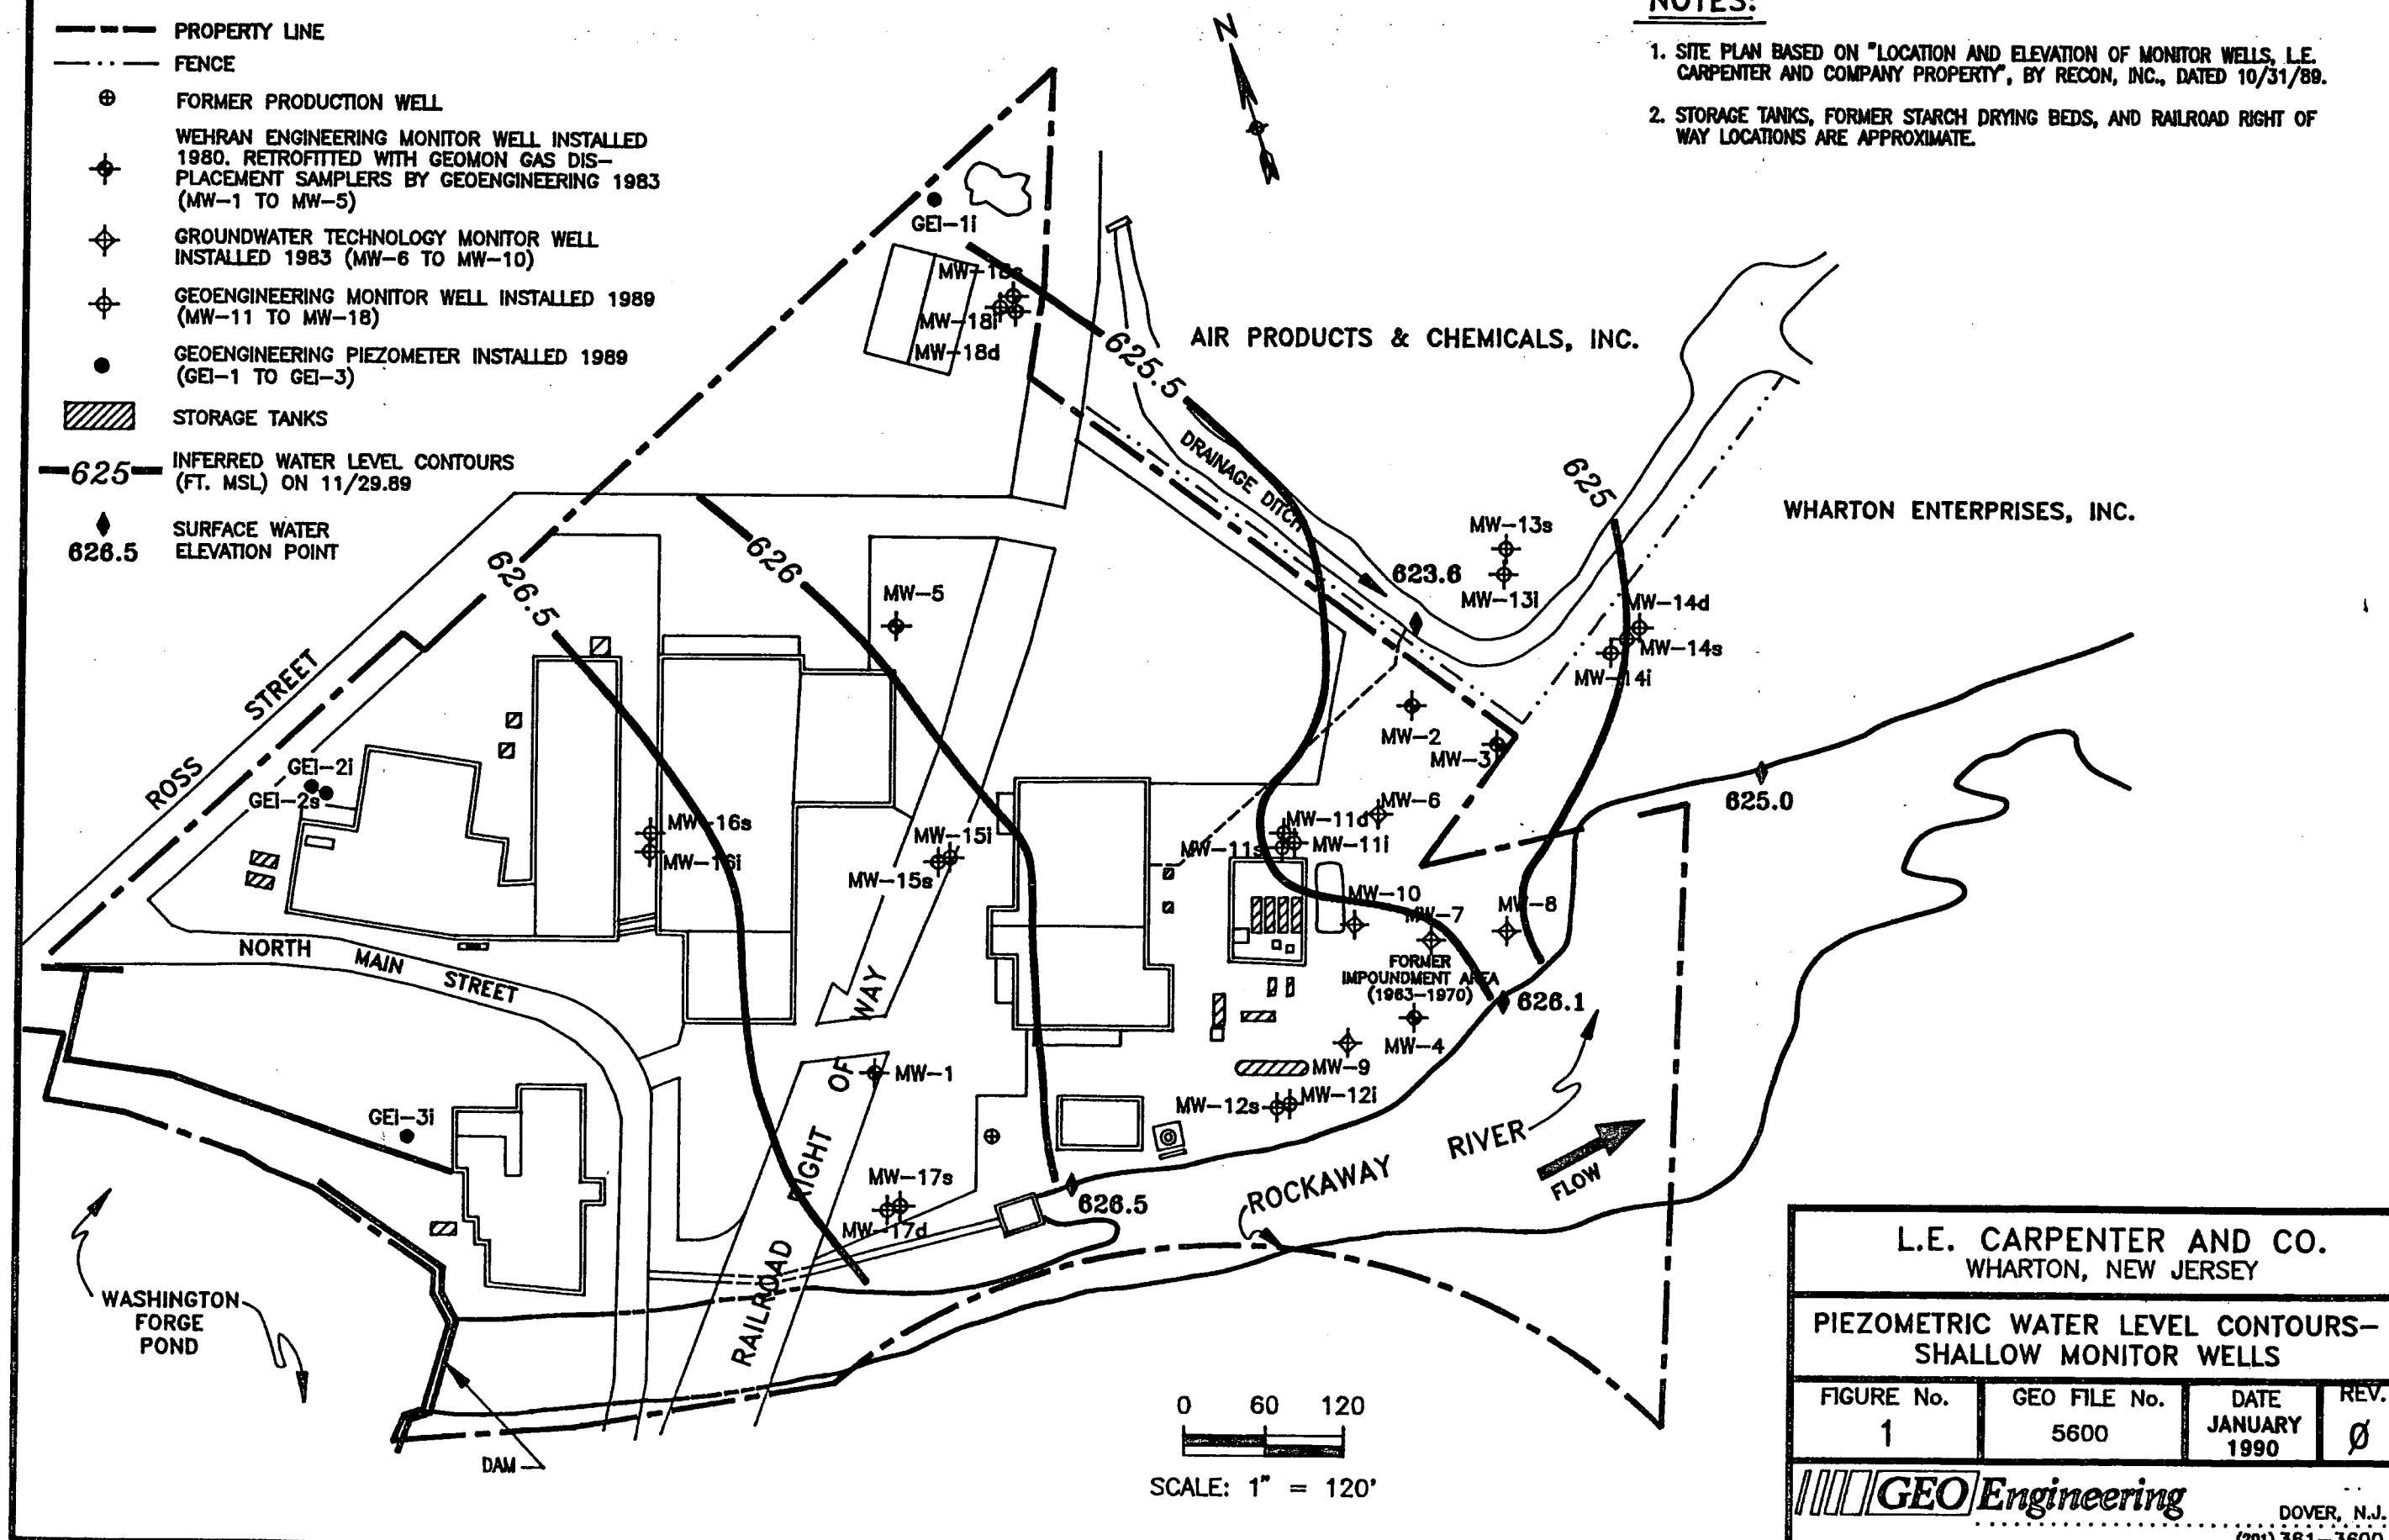 PROPERTY LINE
FENCE
FORMER PRODUCTION WELL
WEHRAN ENGINEERING MONITOR WELL INSTALLED
1980. RETROFITTED WITH GEOMON GAS DIS-
PLACEMENT SAMPLERS BY GEOENGINEERING 1983
(MW-1 TO MW-5)
GROUNDWATER TECHNOLOGY MONITOR WELL
INSTALLED 1983 (MW-6 TO MW-10)
GEOENGINEERING MONITOR WELL INSTALLED 1989
(MW-11 TO MW-18)
GEOENGINEERING PIEZOMETER INSTALLED 1989
(GEI-1 TO GEI-3)
STORAGE TANKS
625
INFERRED WATER LEVEL CONTOURS
(FT. MSL) ON 11/29.89
626.5
SURFACE WATER
ELEVATION POINT
N
NOTES:
1. SITE PLAN BASED ON "LOCATION AND ELEVATION OF MONITOR WELLS, L.E.
CARPENTER AND COMPANY PROPERTY", BY RECON, INC., DATED 10/31/89.
2. STORAGE TANKS, FORMER STARCH DRYING BEDS, AND RAILROAD RIGHT OF
WAY LOCATIONS ARE APPROXIMATE.
GEI-1i
MW-18s
MW-18i
MW-18d
625.5
AIR PRODUCTS & CHEMICALS, INC.
DRAINAGE DITCH
625
WHARTON ENTERPRISES, INC.
626.5
626
MW-5
623.6
MW-13s
MW-13i
MW-14d
MW-14s
MW-14i
MW-2
MW-3
ROSS STREET
GEI-2i
GEI-2s
MW-16s
MW-16i
MW-15i
MW-15s
MW-6
MW-11d
MW-11i
MW-11s
625.0
MW-10
MW-7
MW-8
NORTH MAIN STREET
FORMER
IMPOUNDMENT AREA
(1963-1970)
626.1
MW-4
MW-9
MW-1
MW-12s
MW-12i
GEI-3i
MW-17s
MW-17d
626.5
RAILROAD RIGHT OF WAY
ROCKAWAY RIVER
FLOW
WASHINGTON
FORGE
POND
DAM
0 60 120
SCALE: 1" = 120'
L.E. CARPENTER AND CO.
WHARTON, NEW JERSEY
PIEZOMETRIC WATER LEVEL CONTOURS-
SHALLOW MONITOR WELLS
FIGURE No.
1
GEO FILE No.
5600
DATE
JANUARY
1990
REV.
Ø
GEO Engineering
DOVER, N.J.
(201) 361-3600